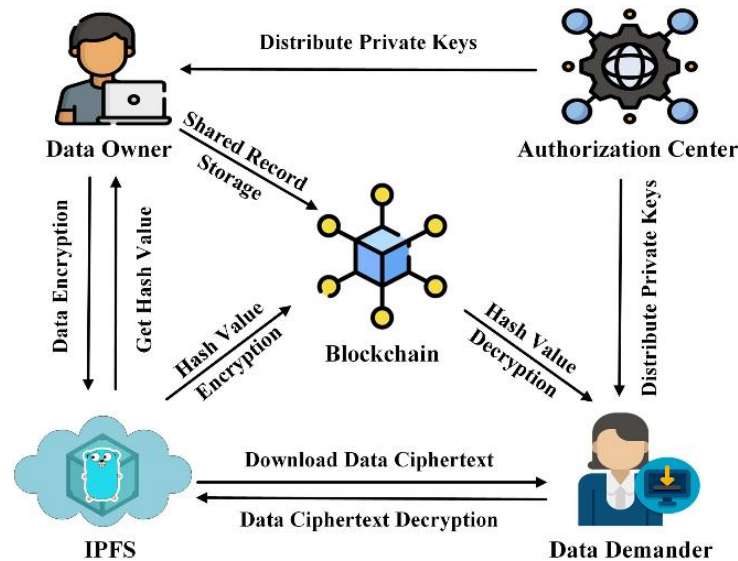 Distribute Private Keys
Data Owner
Authorization Center
Shared Record
Storage
Data Encryption
Get Hash Value
Distribute Private Keys
Hash Value
Encryption
Blockchain
Hash Value
Decryption
Download Data Ciphertext
Data Ciphertext Decryption
IPFS
Data Demander